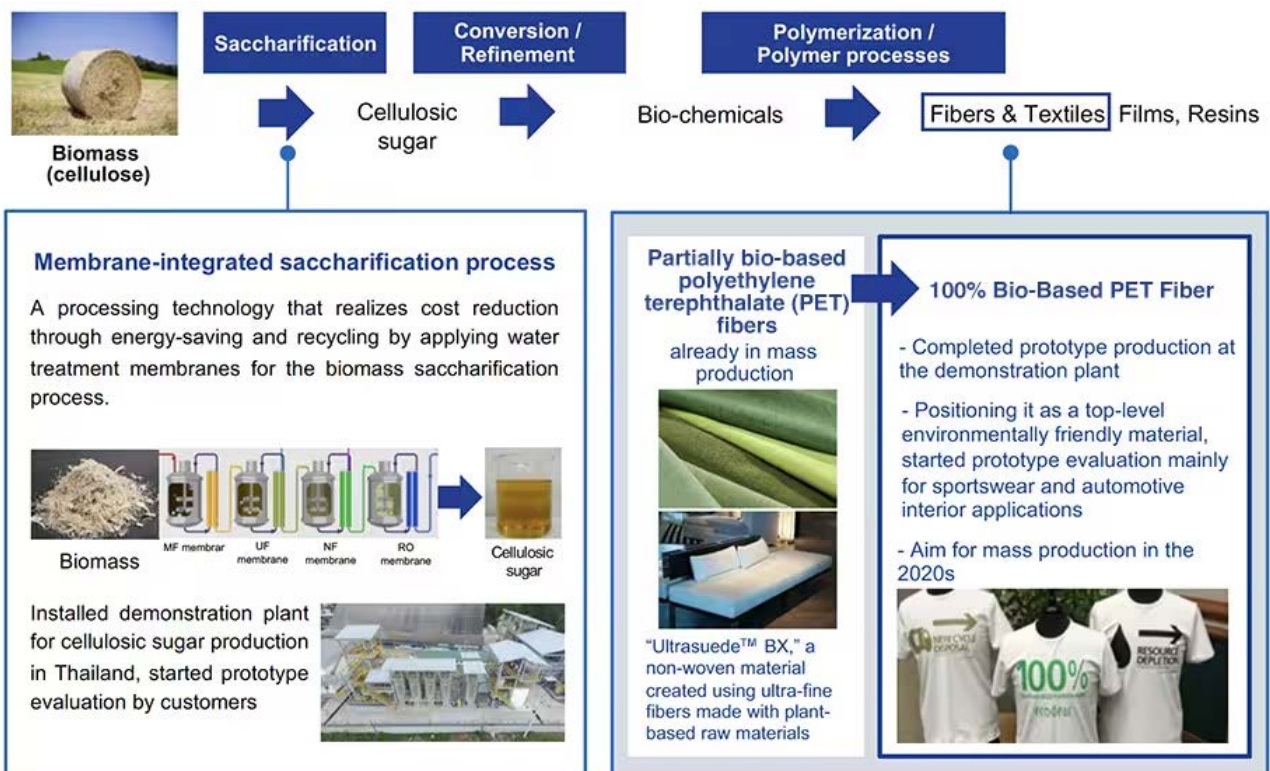 Saccharification
Conversion /
Refinement
Polymerization /
Polymer processes
Biomass
(cellulose)
Cellulosic
sugar
Bio-chemicals
Fibers & Textiles
Films, Resins
Membrane-integrated saccharification process
A processing technology that realizes cost reduction
through energy-saving and recycling by applying water
treatment membranes for the biomass saccharification
process.
Biomass
MF membrar
UF
membrane
NF
membrane
RO
membrane
Cellulosic
sugar
Installed demonstration plant
for cellulosic sugar production
in Thailand, started prototype
evaluation by customers
Partially bio-based
polyethylene
terephthalate (PET)
fibers
already in mass
production
“Ultrasuede™ BX,” a
non-woven material
created using ultra-fine
fibers made with plant-
based raw materials
100% Bio-Based PET Fiber
- Completed prototype production at
the demonstration plant
- Positioning it as a top-level
environmentally friendly material,
started prototype evaluation mainly
for sportswear and automotive
interior applications
- Aim for mass production in the
2020s
DISPOSAL
100%
ecodear
RESOURCE
DEPLETION